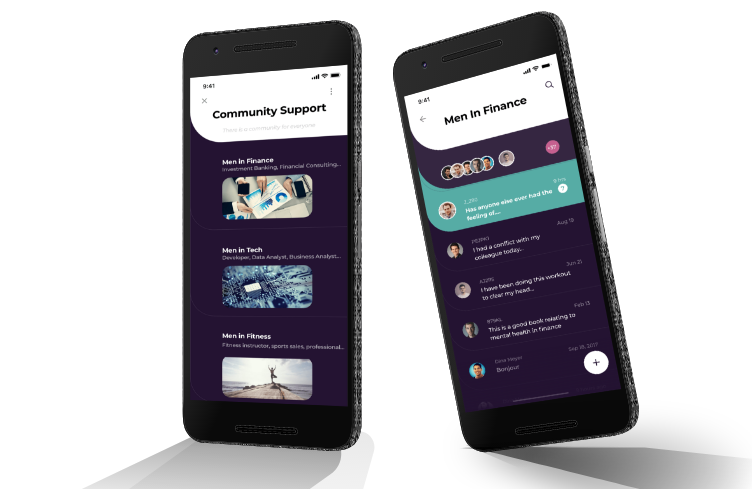 9:41
Community Support
There is a community for everyone
Men in Finance
Investment Banking, Financial Consulting...
Men in Tech
Developer, Data Analyst, Business Analyst...
Men in Fitness
Fitness instructor, sports sales, professional...
9:41
Men In Finance
Has anyone else ever had the
feeling of....
?
Aug 19
I had a conflict with my
colleague today...
Jun 21
I have been doing this workout
to clear my head...
Feb 13
This is a good book relating to
mental health in finance
Sep 18, 2017
Bonjour
+